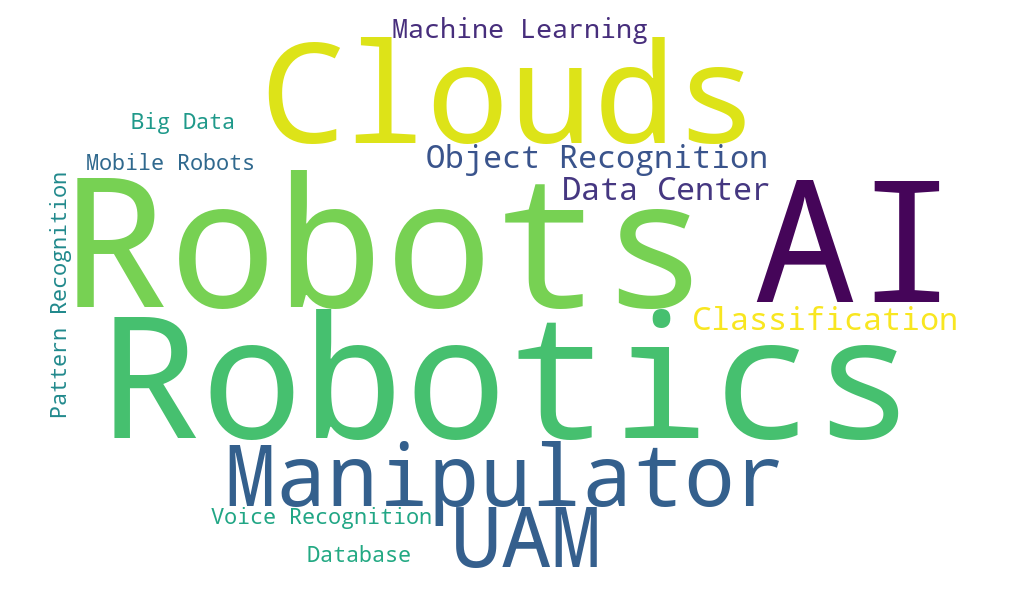 Machine Learning
Clouds
Big Data
Object Recognition
Mobile Robots
Data Center
Pattern Recognition
Robots
AI
Classification
Robotics
Manipulator
Voice Recognition
UAM
Database